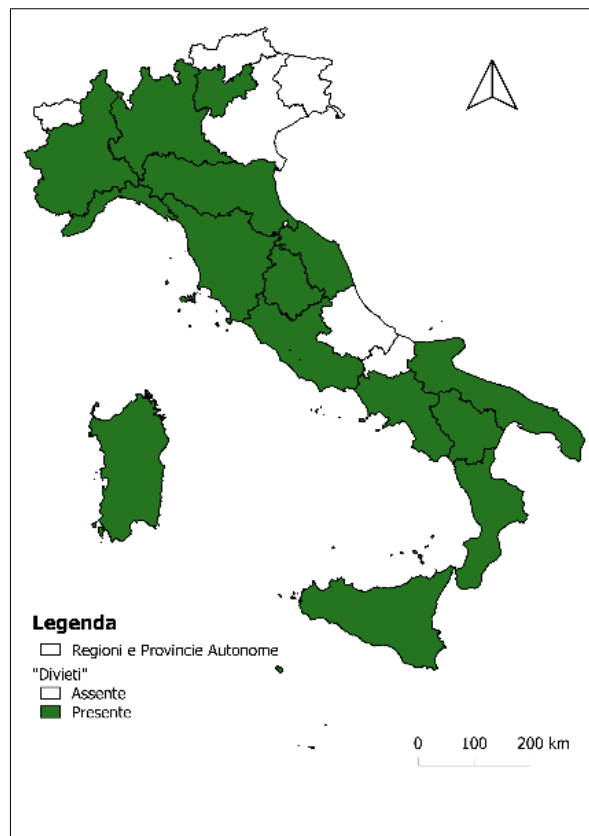 Legenda
Regioni e Provincie Autonome
"Divieti"
Assente
Presente
0 100 200 km